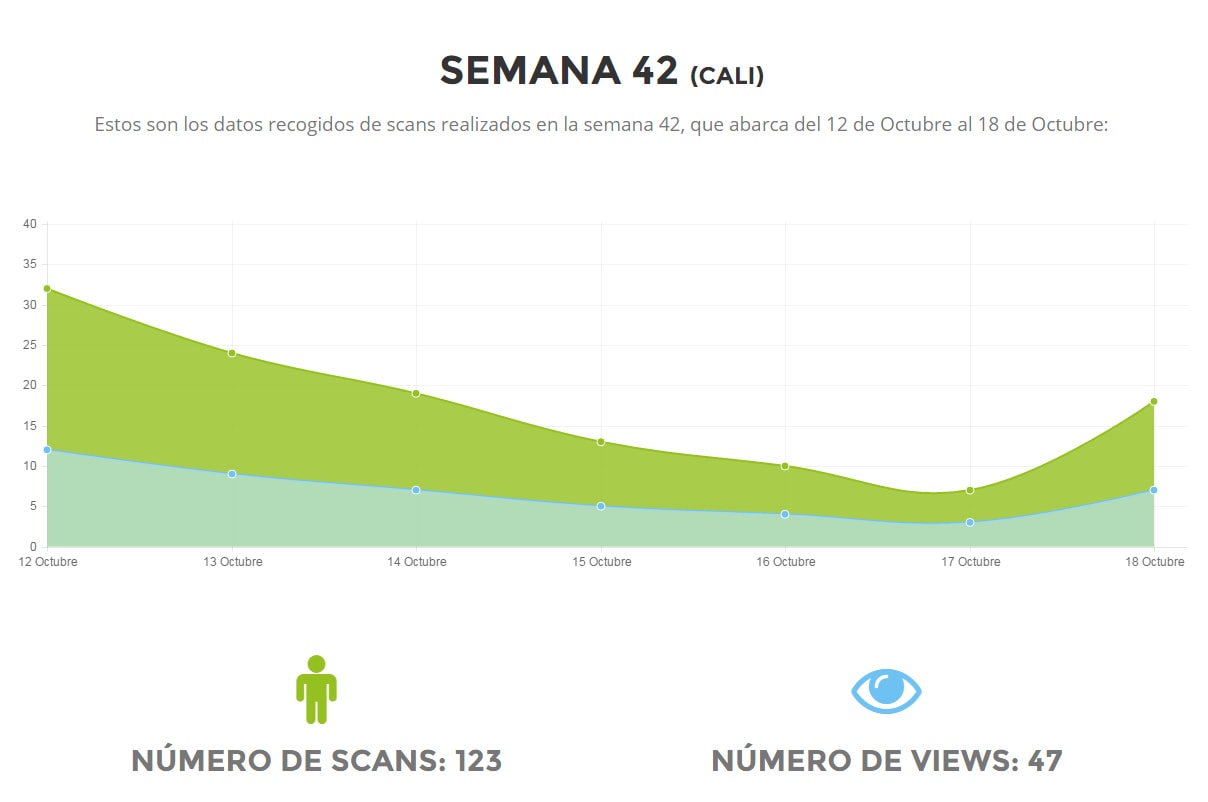 SEMANA 42 (CALI)
Estos son los datos recogidos de scans realizados en la semana 42, que abarca del 12 de Octubre al 18 de Octubre:
40
35
30
25
20
15
10
5
0
12 Octubre 13 Octubre 14 Octubre 15 Octubre 16 Octubre 17 Octubre 18 Octubre
NÚMERO DE SCANS: 123 NÚMERO DE VIEWS: 47